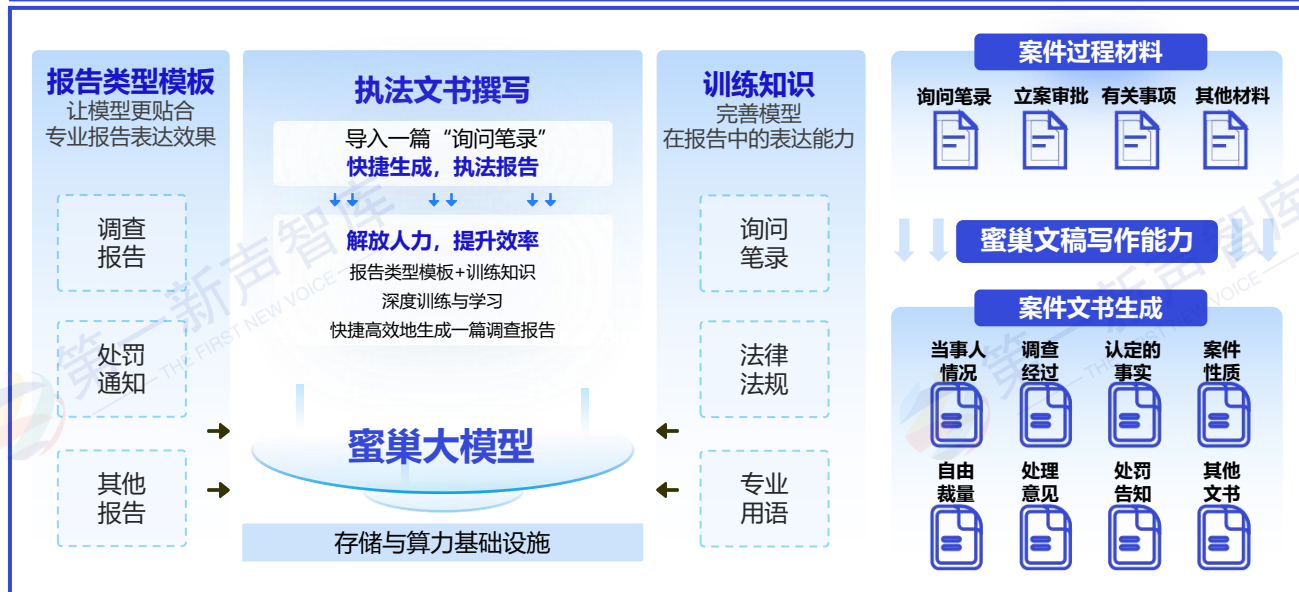 报告类型模板
让模型更贴合
专业报告表达效果
调查
报告
处罚
通知
其他
报告
执法文书撰写
导入一篇“询问笔录”
快捷生成，执法报告
解放人力，提升效率
报告类型模板+训练知识
深度训练与学习
快捷高效地生成一篇调查报告
蜜巢大模型
存储与算力基础设施
训练知识
完善模型
在报告中的表达能力
询问
笔录
法律
法规
专业
用语
案件过程材料
询问笔录 立案审批 有关事项 其他材料
蜜巢文稿写作能力
案件文书生成
当事人
情况
调查
经过
认定的
事实
案件
性质
自由
裁量
处理
意见
处罚
告知
其他
文书
第一新声智库
THE FIRST NEW VOICE
第一新声智库
THE FIRST NEW VOICE